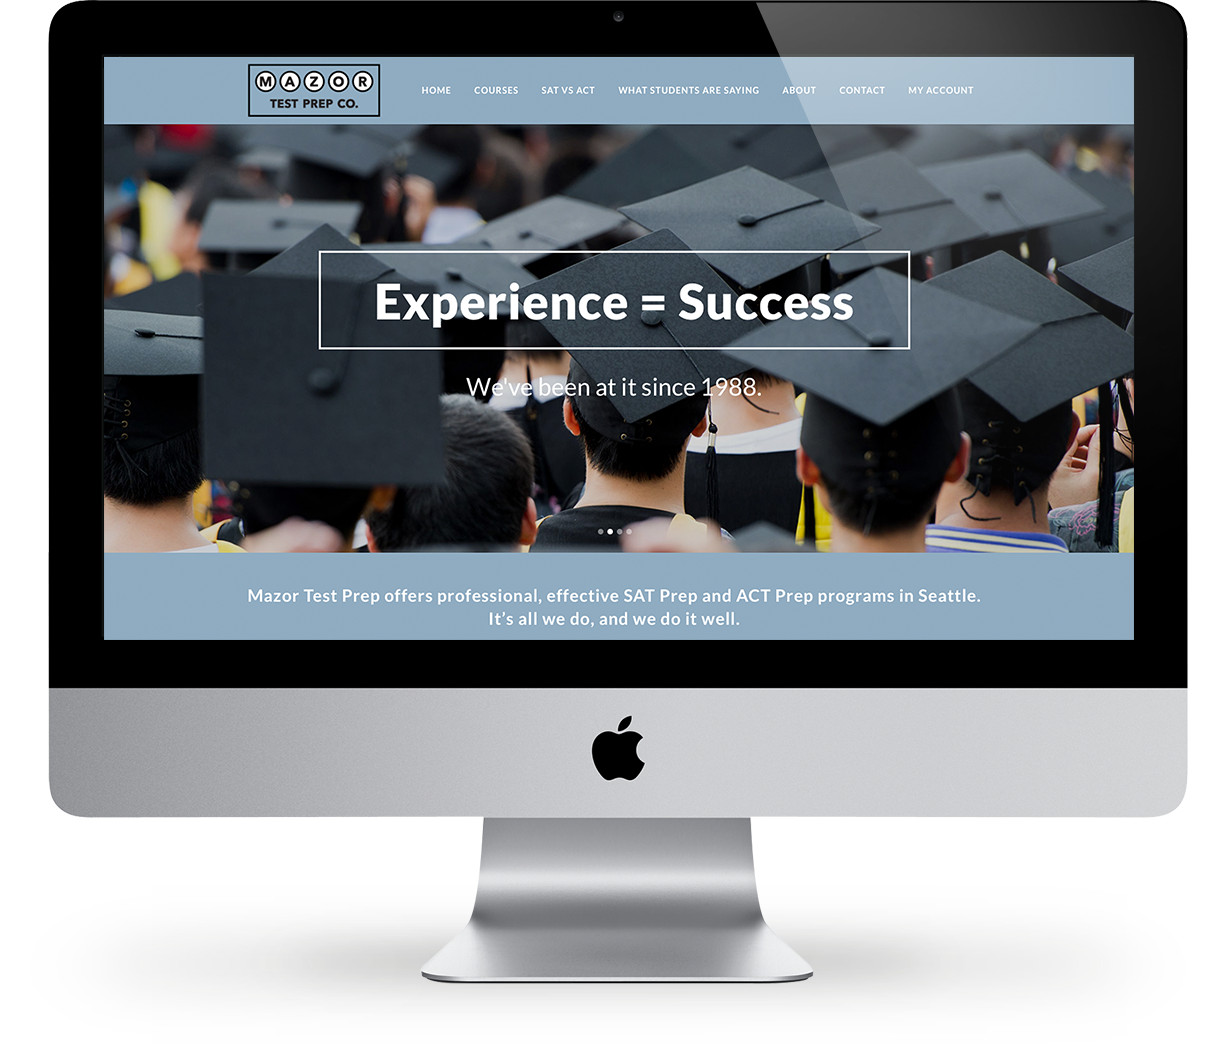 MAZOR
TEST PREP CO.
HOME COURSES SAT VS ACT WHAT STUDENTS ARE SAYING ABOUT CONTACT MY ACCOUNT
Experience = Success
We've been at it since 1988.
Mazor Test Prep offers professional, effective SAT Prep and ACT Prep programs in Seattle.
It’s all we do, and we do it well.